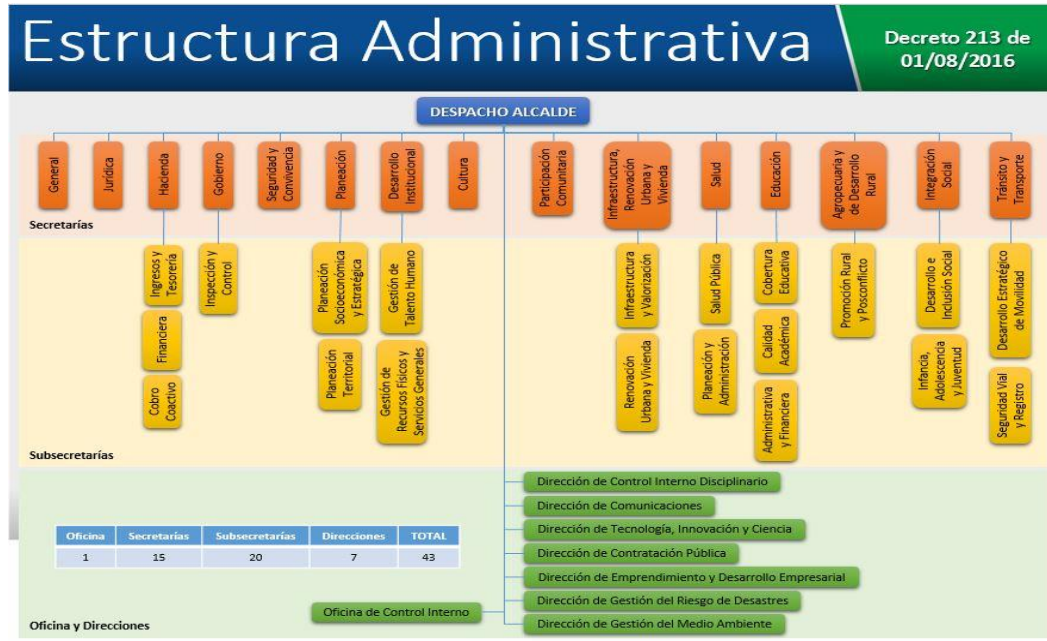 Estructura Administrativa
Decreto 213 de
01/08/2016
DESPACHO ALCALDE
General
Jurídica
Hacienda
Gobierno
Seguridad y
Convivencia
Planeación
Desarrollo
Institucional
Cultura
Participación
Comunitaria
Infraestructura,
Renovación
Urbana y
Vivienda
Salud
Educación
Agropecuaria y
de Desarrollo
Rural
Integración
Social
Tránsito y
Transporte
Secretarías
Ingresos y
Tesorería
Financiera
Cobro
Coactivo
Inspección y
Control
Planeación
Socioeconómica
y Estratégica
Planeación
Territorial
Gestión de
Talento Humano
Gestión de
Recursos Físicos y
Servicios Generales
Infraestructura
y Valorización
Renovación
Urbana y Vivienda
Salud Pública
Planeación y
Administración
Cobertura
Educativa
Calidad
Académica
Administrativa
y Financiera
Promoción Rural
y Posconflicto
Desarrollo e
Inclusión Social
Infancia,
Adolescencia
y Juventud
Desarrollo Estratégico
de Movilidad
Seguridad Vial
y Registro
Subsecretarías
Dirección de Control Interno Disciplinario
Dirección de Comunicaciones
Dirección de Tecnología, Innovación y Ciencia
Dirección de Contratación Pública
Dirección de Emprendimiento y Desarrollo Empresarial
Dirección de Gestión del Riesgo de Desastres
Dirección de Gestión del Medio Ambiente
Oficina Secretarías Subsecretarías Direcciones TOTAL
1 15 20 7 43
Oficina de Control Interno
Oficina y Direcciones